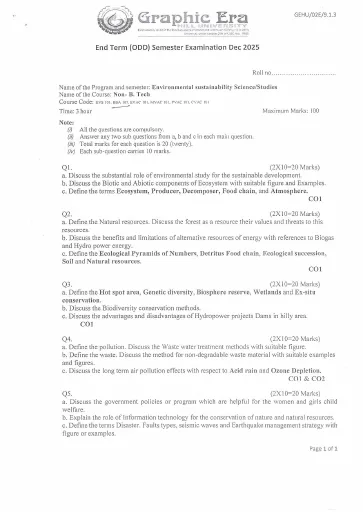 GEHU/02E/9.1.3
Graphic Era
HILL UNIVERSITY
End Term (ODD) Semester Examination Dec 2025
Roll no
Name of the Program and semester: Environmental sustainability Science/Studies
Name of the Course: Non- B. Tech
Course Code:
Time: 3 hour Maximum Marks: 100
Note:
(i) All the questions are compulsory.
(ii) Answer any two sub questions from a, b and c in each main question.
(iii) Total marks for each question is 20 (twenty).
(iv) Each sub-question carries 10 marks.
Q1. (2X10=20 Marks)
a. Discuss the substantial role of environmental study for the sustainable development.
b. Discuss the Biotic and Abiotic components of Ecosystem with suitable figure and Examples.
c. Define the terms Ecosystem, Producer, Decomposer, Food chain, and Atmosphere.
CO1
Q2. (2X10=20 Marks)
a. Define the Natural resources. Discuss the forest as a resource their values and threats to this
resources.
b. Discuss the benefits and limitations of alternative resources of energy with references to Biogas
and Hydro power energy.
c. Define the Ecological Pyramids of Numbers, Detritus Food chain, Ecological succession,
Soil and Natural resources.
CO1
Q3. (2X10=20 Marks)
a. Define the Hot spot area, Genetic diversity, Biosphere reserve, Wetlands and Ex-situ
conservation.
b. Discuss the Biodiversity conservation methods.
c. Discuss the advantages and disadvantages of Hydropower projects Dams in hilly area.
CO1
Q4. (2X10=20 Marks)
a. Define the pollution. Discuss the Waste water treatment methods with suitable figure.
b. Define the waste. Discuss the method for non-degradable waste material with suitable examples
and figures.
c. Discuss the long term air pollution effects with respect to Acid rain and Ozone Depletion.
CO1 & CO2
Q5. (2X10=20 Marks)
a. Discuss the government policies or program which are helpful for the women and girls child
welfare.
b. Explain the role of Information technology for the conservation of nature and natural resources.
c. Define the terms Disaster. Faults types, seismic waves and Earthquake management strategy with
figure or examples.
Page 1 of 1